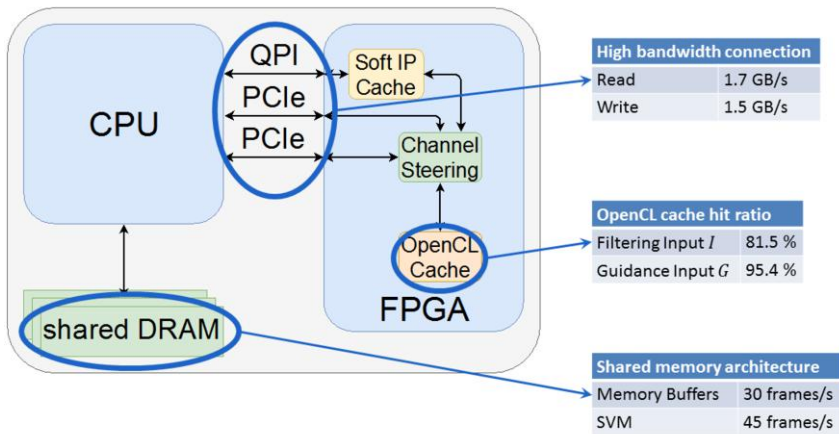 CPU
QPI
PCIe
PCIe
Soft IP
Cache
Channel
Steering
OpenCL
Cache
FPGA
shared DRAM
High bandwidth connection
Read 1.7 GB/s
Write 1.5 GB/s
OpenCL cache hit ratio
Filtering Input I 81.5 %
Guidance Input G 95.4 %
Shared memory architecture
Memory Buffers 30 frames/s
SVM 45 frames/s